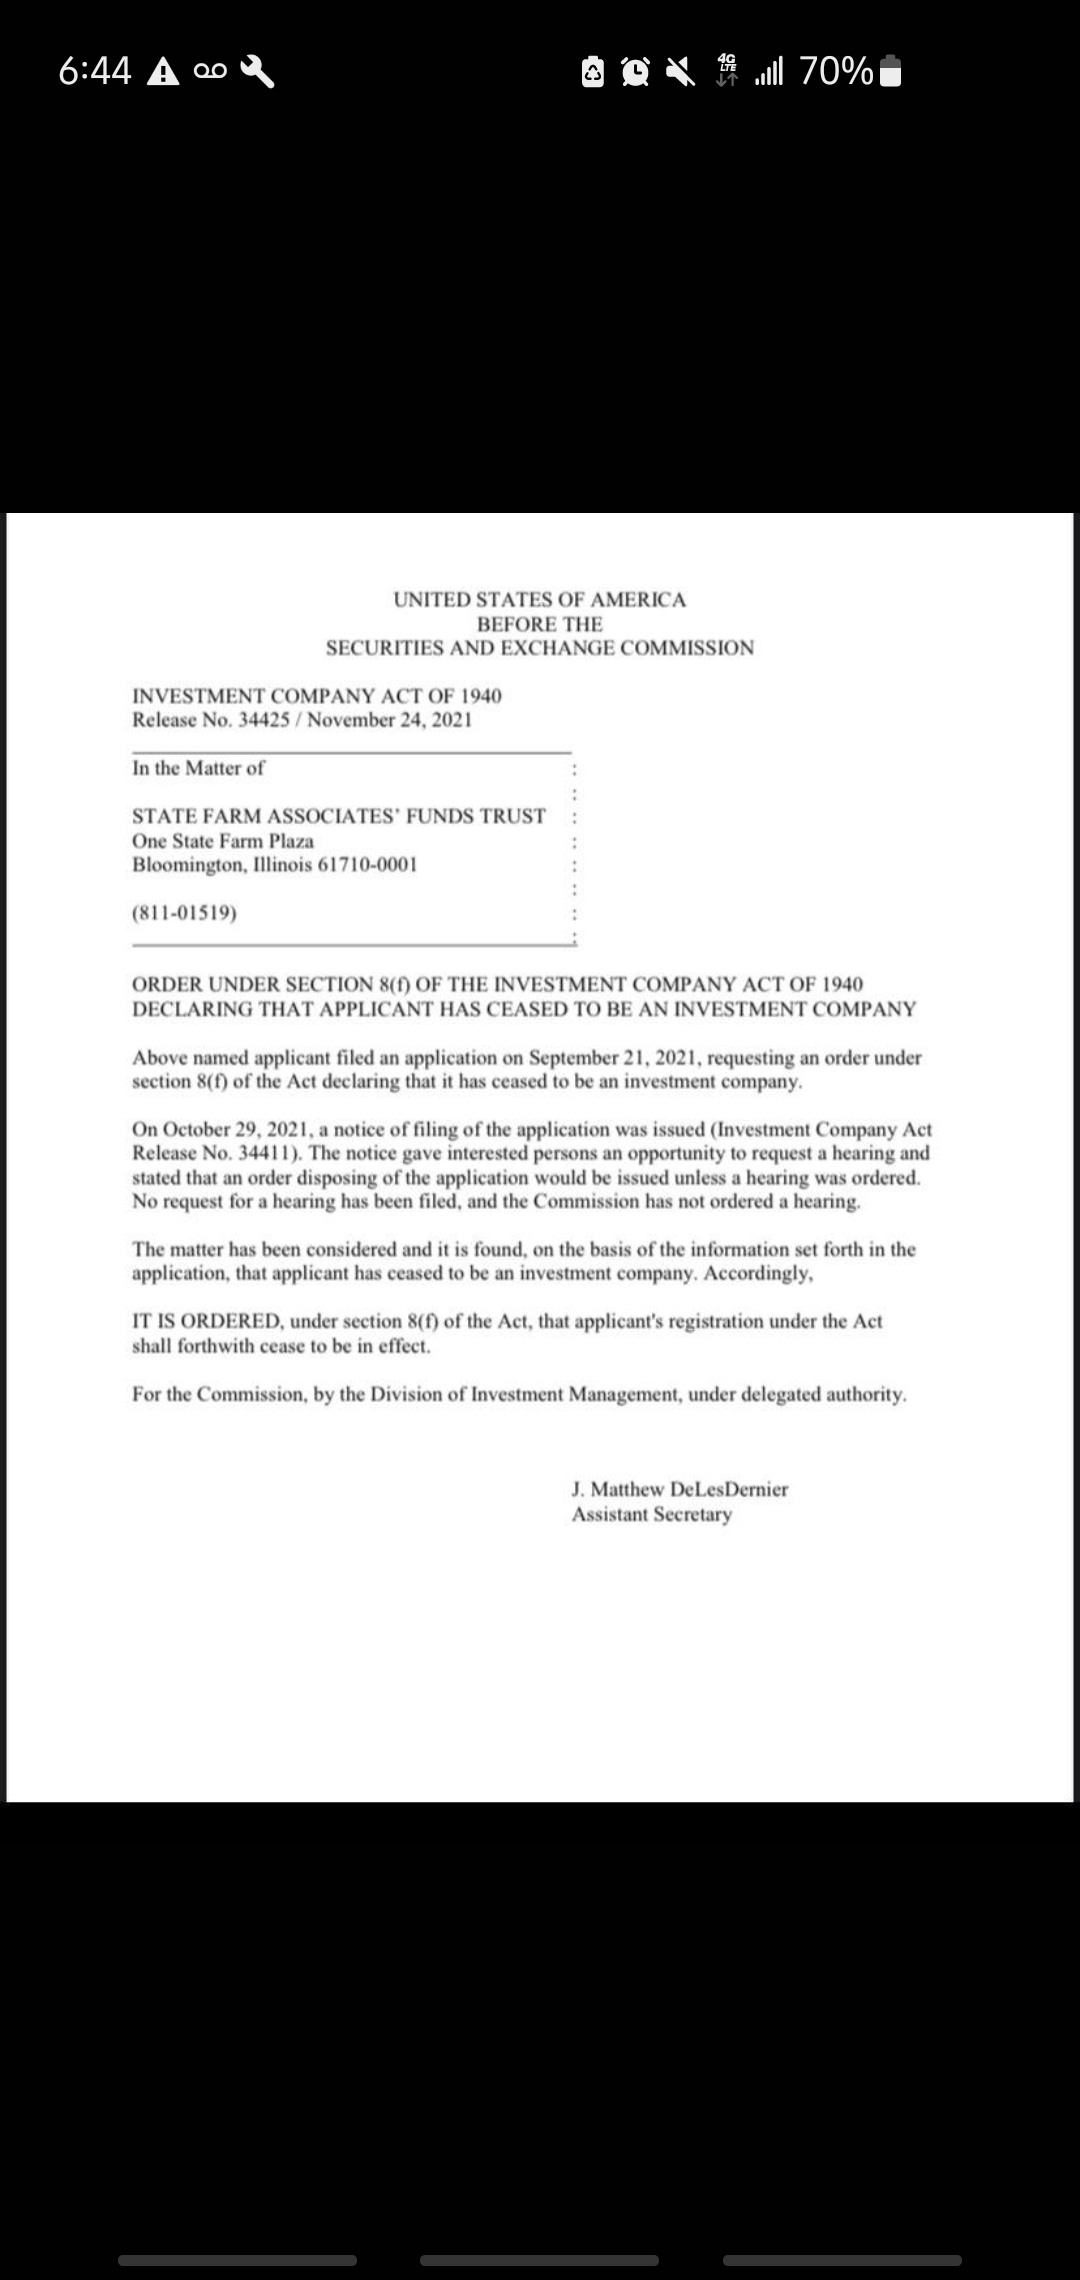 6:44
4G
LTE
70%
UNITED STATES OF AMERICA
BEFORE THE
SECURITIES AND EXCHANGE COMMISSION
INVESTMENT COMPANY ACT OF 1940
Release No. 34425 / November 24, 2021
In the Matter of :
:
STATE FARM ASSOCIATES' FUNDS TRUST :
One State Farm Plaza :
Bloomington, Illinois 61710-0001 :
:
(811-01519) :
:
ORDER UNDER SECTION 8(f) OF THE INVESTMENT COMPANY ACT OF 1940
DECLARING THAT APPLICANT HAS CEASED TO BE AN INVESTMENT COMPANY
Above named applicant filed an application on September 21, 2021, requesting an order under
section 8(f) of the Act declaring that it has ceased to be an investment company.
On October 29, 2021, a notice of filing of the application was issued (Investment Company Act
Release No. 34411). The notice gave interested persons an opportunity to request a hearing and
stated that an order disposing of the application would be issued unless a hearing was ordered.
No request for a hearing has been filed, and the Commission has not ordered a hearing.
The matter has been considered and it is found, on the basis of the information set forth in the
application, that applicant has ceased to be an investment company. Accordingly,
IT IS ORDERED, under section 8(f) of the Act, that applicant's registration under the Act
shall forthwith cease to be in effect.
For the Commission, by the Division of Investment Management, under delegated authority.
J. Matthew DeLesDernier
Assistant Secretary